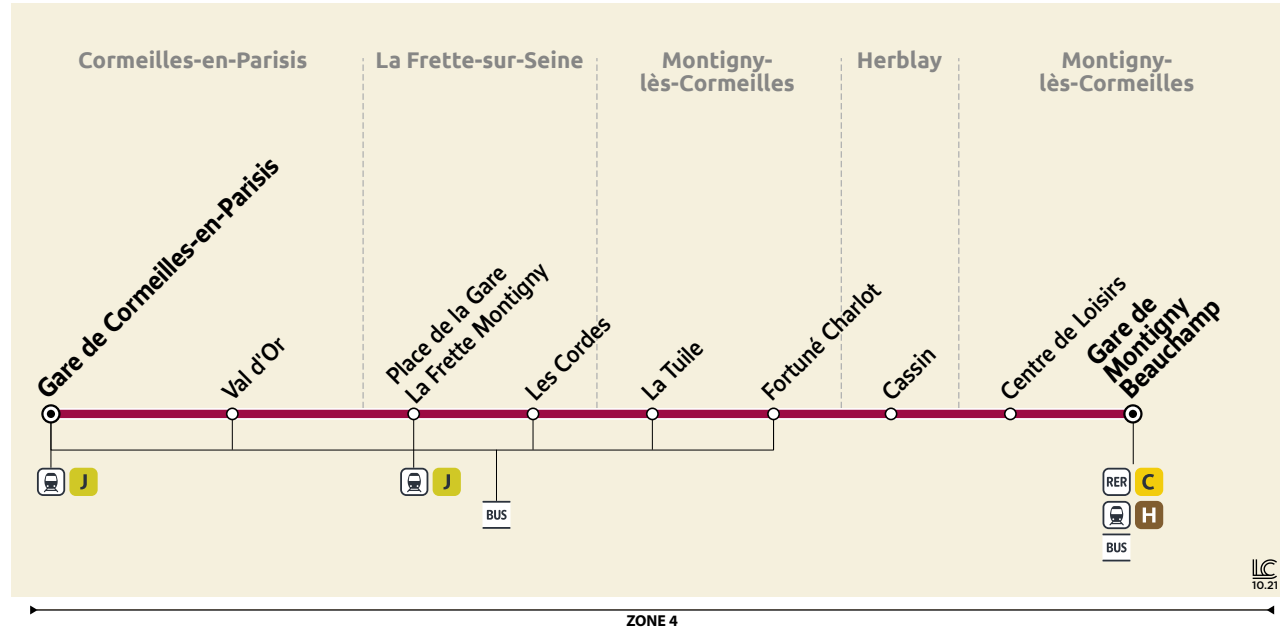 Cormeilles-en-Parisis
La Frette-sur-Seine
Montigny-
lès-Cormeilles
Herblay
Montigny-
lès-Cormeilles
Gare de Cormeilles-en-Parisis
Val d'Or
Place de la Gare
La Frette Montigny
Les Cordes
La Tuile
Fortuné Charlot
Cassin
Centre de Loisirs
Gare de
Montigny
Beauchamp
J
J
BUS
RER C
H
BUS
LC
10.21
ZONE 4